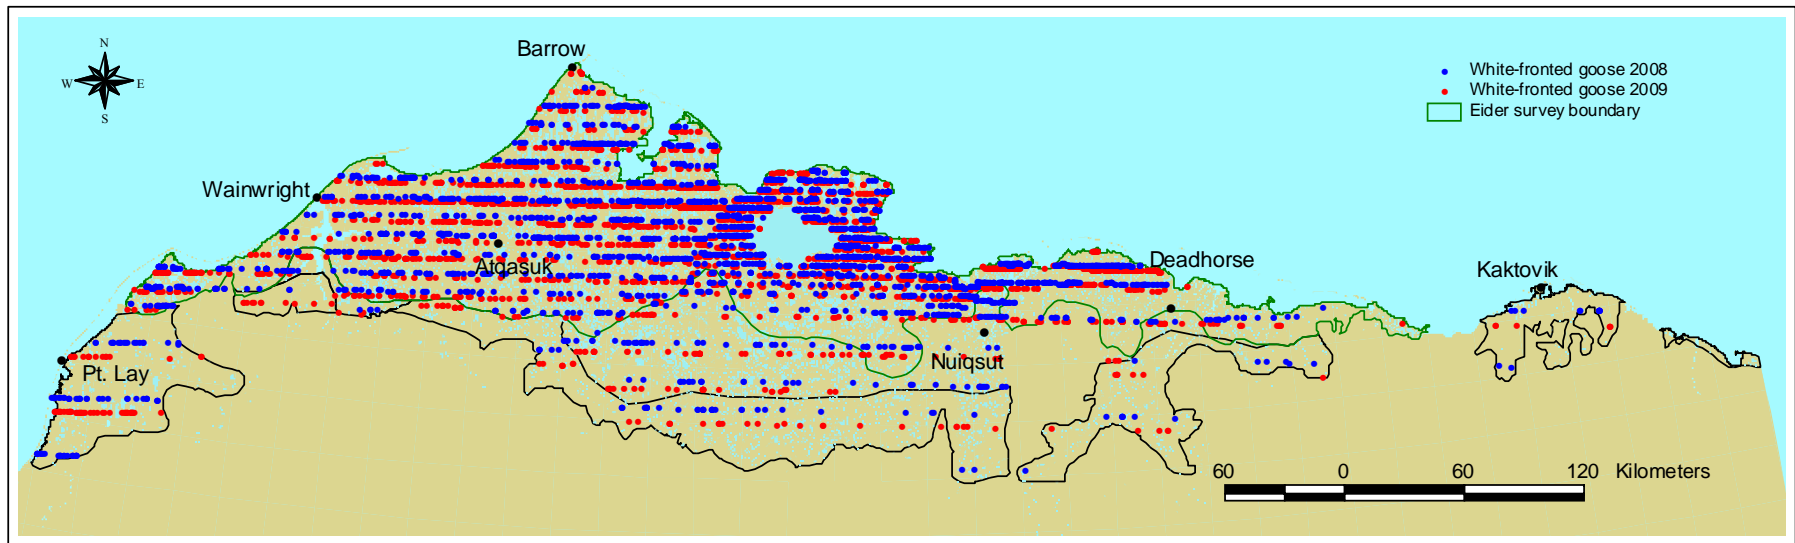 Barrow
N
W E
S
White-fronted goose 2008
White-fronted goose 2009
Eider survey boundary
Wainwright
Atqasuk
Deadhorse
Kaktovik
Nuiqsut
Pt. Lay
60 0 60 120 Kilometers